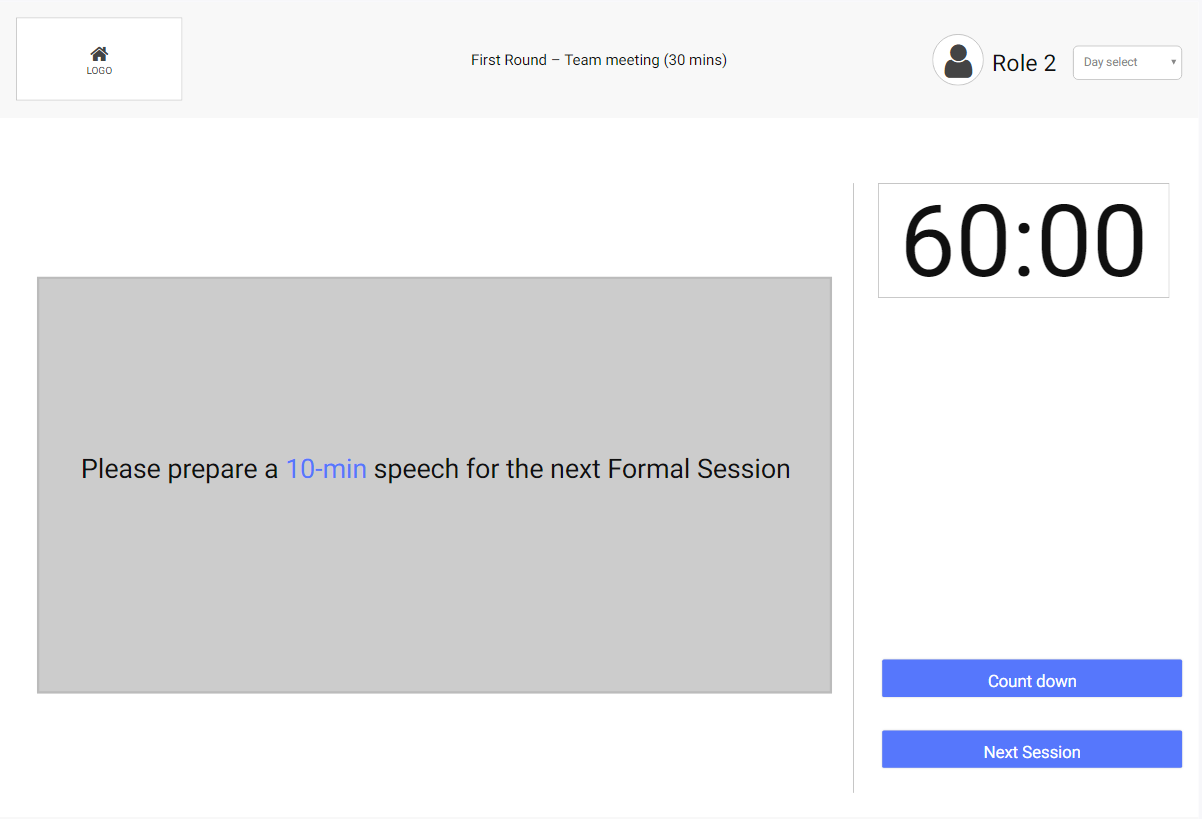 LOGO
First Round – Team meeting (30 mins)
Role 2
Day select
60:00
Please prepare a 10-min speech for the next Formal Session
Count down
Next Session